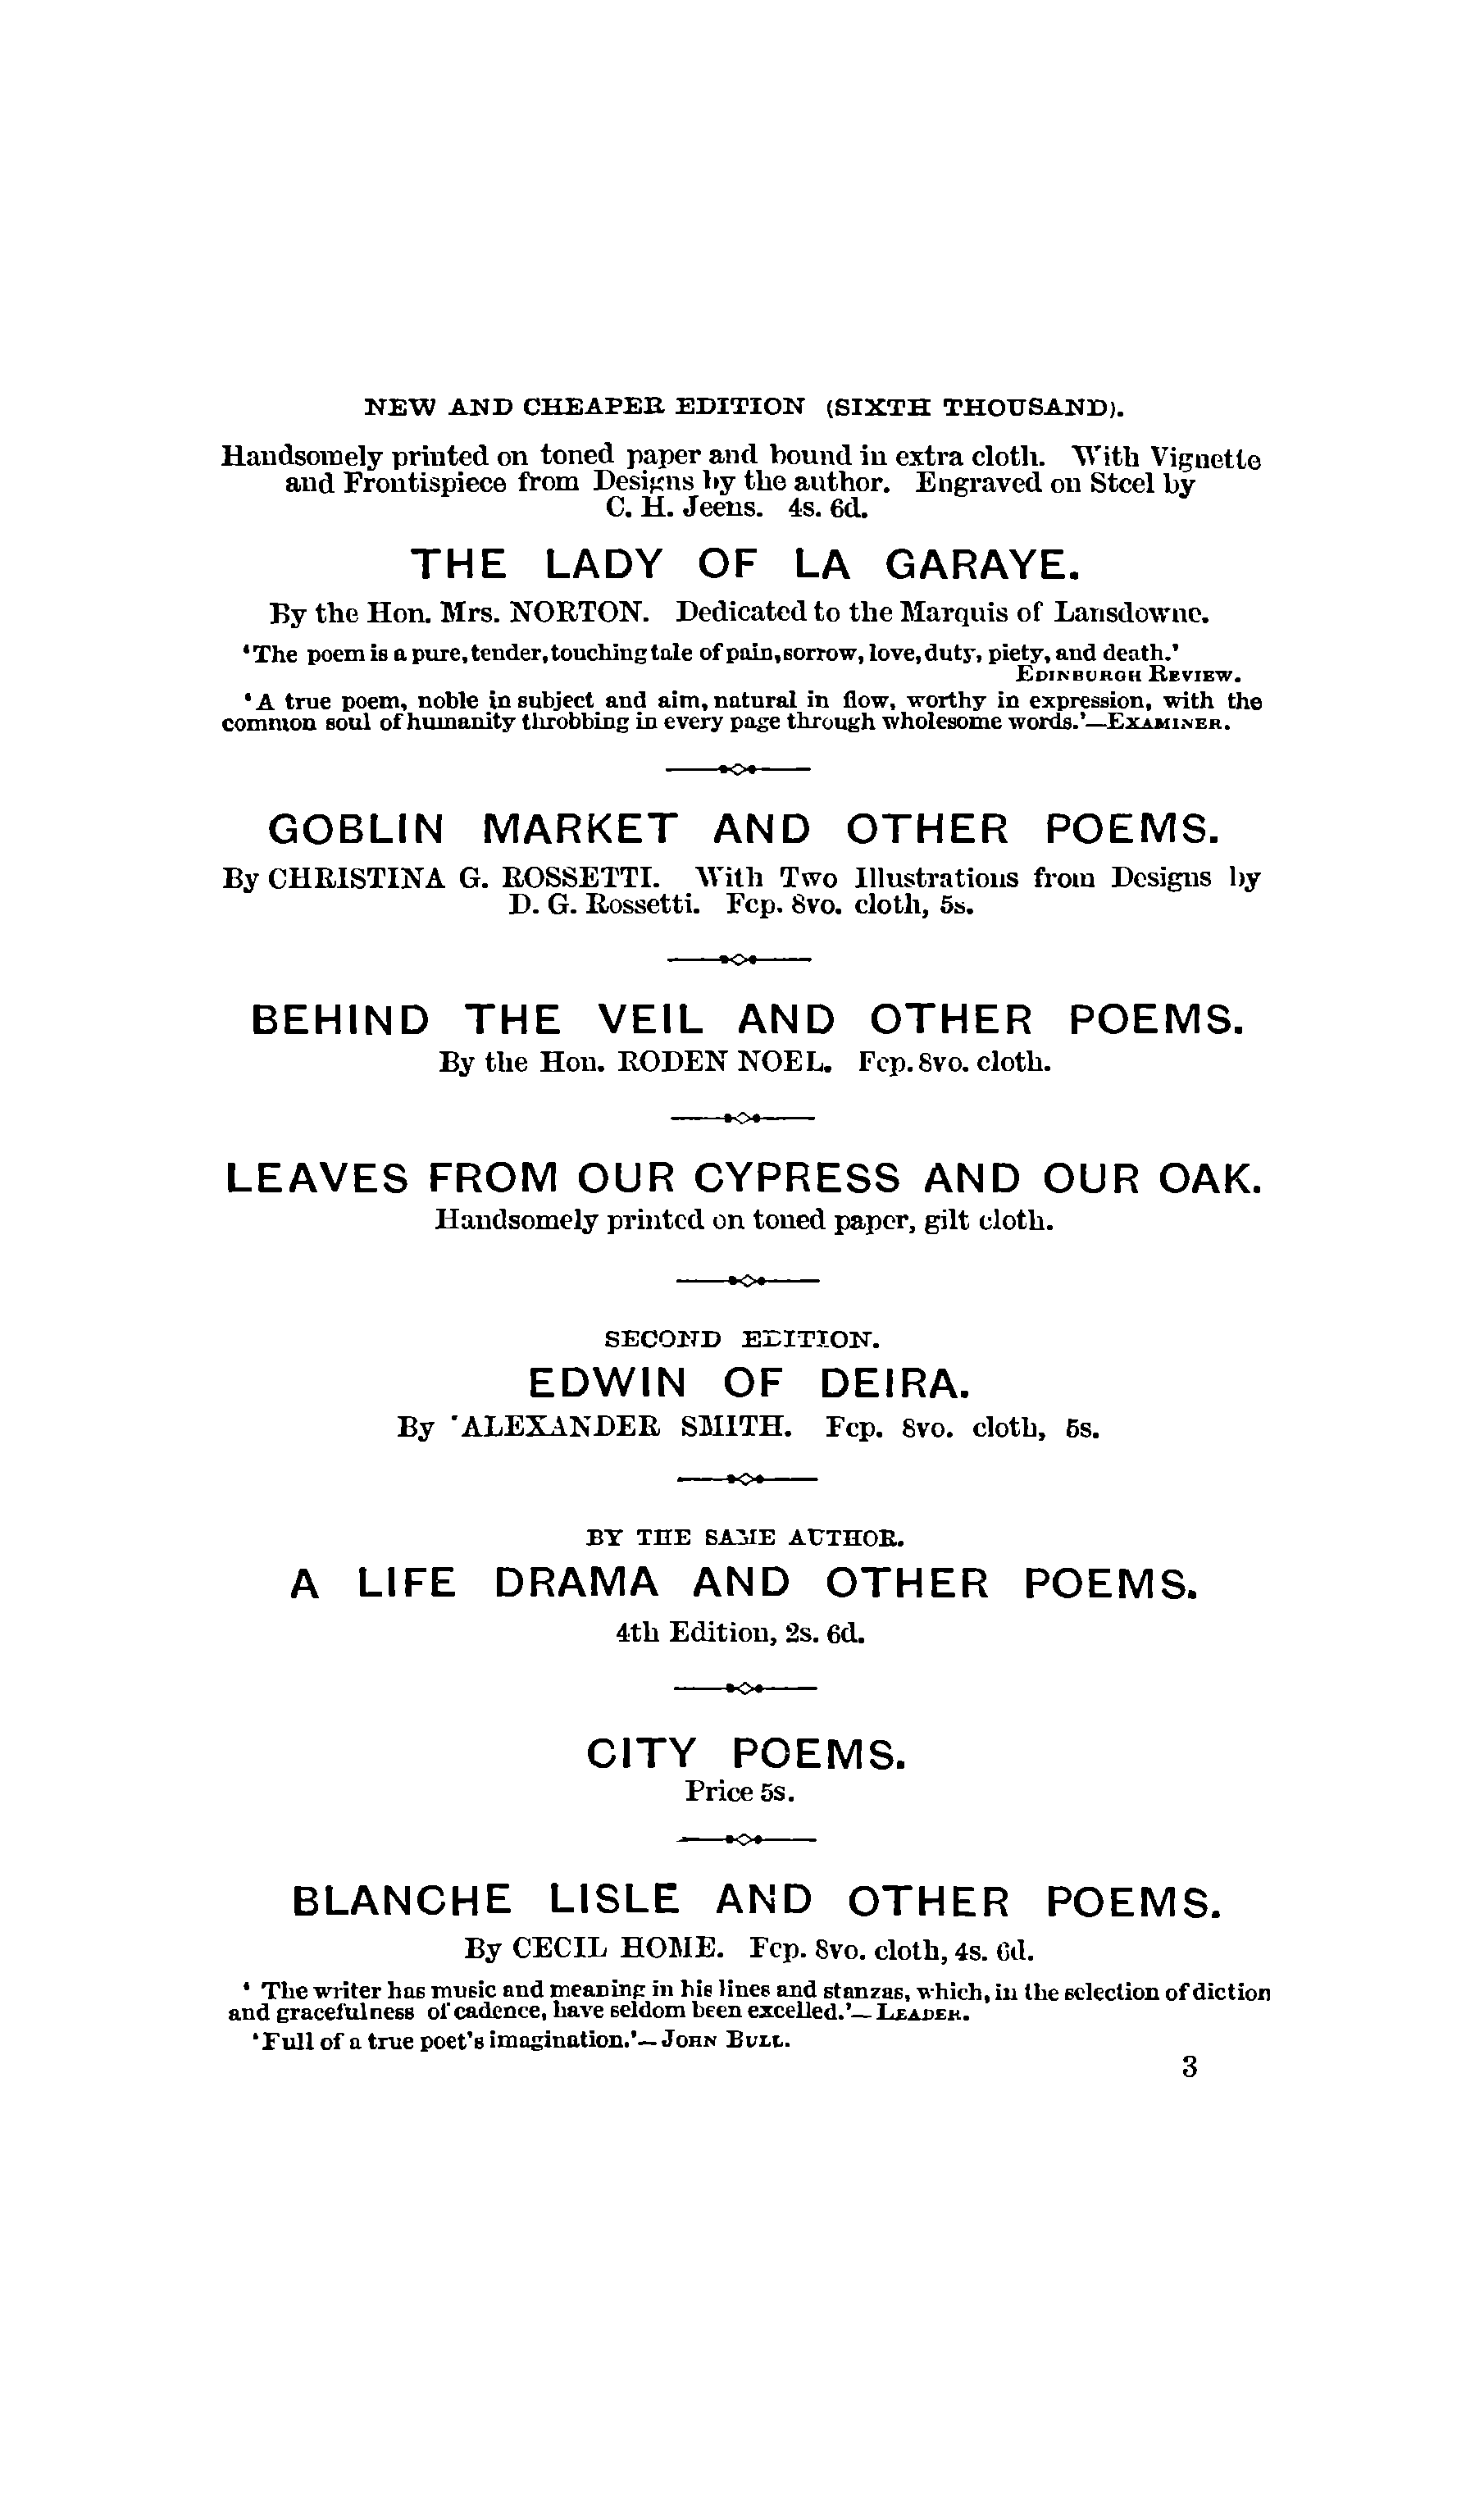 NEW AND CHEAPER EDITION (SIXTH THOUSAND).
Handsomely printed on toned paper and bound in extra cloth. With Vignette
and Frontispiece from Designs by the author. Engraved on Steel by
C. H. Jeens. 4s. 6d.
THE LADY OF LA GARAYE.
By the Hon. Mrs. NORTON. Dedicated to the Marquis of Lansdowne.
‘The poem is a pure, tender, touching tale of pain, sorrow, love, duty, piety, and death.’
EDINBURGH REVIEW.
‘A true poem, noble in subject and aim, natural in flow, worthy in expression, with the
common soul of humanity throbbing in every page through wholesome words.’—EXAMINER.
GOBLIN MARKET AND OTHER POEMS.
By CHRISTINA G. ROSSETTI. With Two Illustrations from Designs by
D. G. Rossetti. Fcp. 8vo. cloth, 5s.
BEHIND THE VEIL AND OTHER POEMS.
By the Hon. RODEN NOEL. Fcp. 8vo. cloth.
LEAVES FROM OUR CYPRESS AND OUR OAK.
Handsomely printed on toned paper, gilt cloth.
SECOND EDITION.
EDWIN OF DEIRA.
By ALEXANDER SMITH. Fcp. 8vo. cloth, 5s.
BY THE SAME AUTHOR.
A LIFE DRAMA AND OTHER POEMS.
4th Edition, 2s. 6d.
CITY POEMS.
Price 5s.
BLANCHE LISLE AND OTHER POEMS.
By CECIL HOME. Fcp. 8vo. cloth, 4s. 6d.
‘The writer has music and meaning in his lines and stanzas, which, in the selection of diction
and gracefulness of cadence, have seldom been excelled.’—LEADER.
‘Full of a true poet’s imagination.’—JOHN BULL.
3